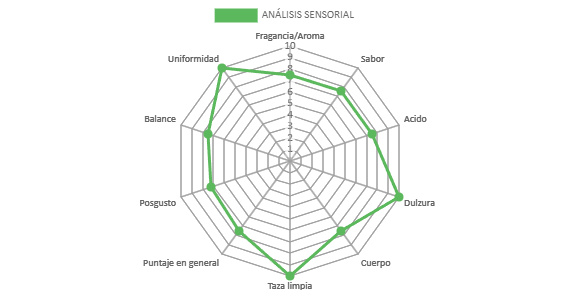 ANÁLISIS SENSORIAL
Fragancia/Aroma
10
9
8
7
6
5
4
3
2
1
Uniformidad
Sabor
Balance
Acido
Posgusto
Dulzura
Puntaje en general
Cuerpo
Taza limpia